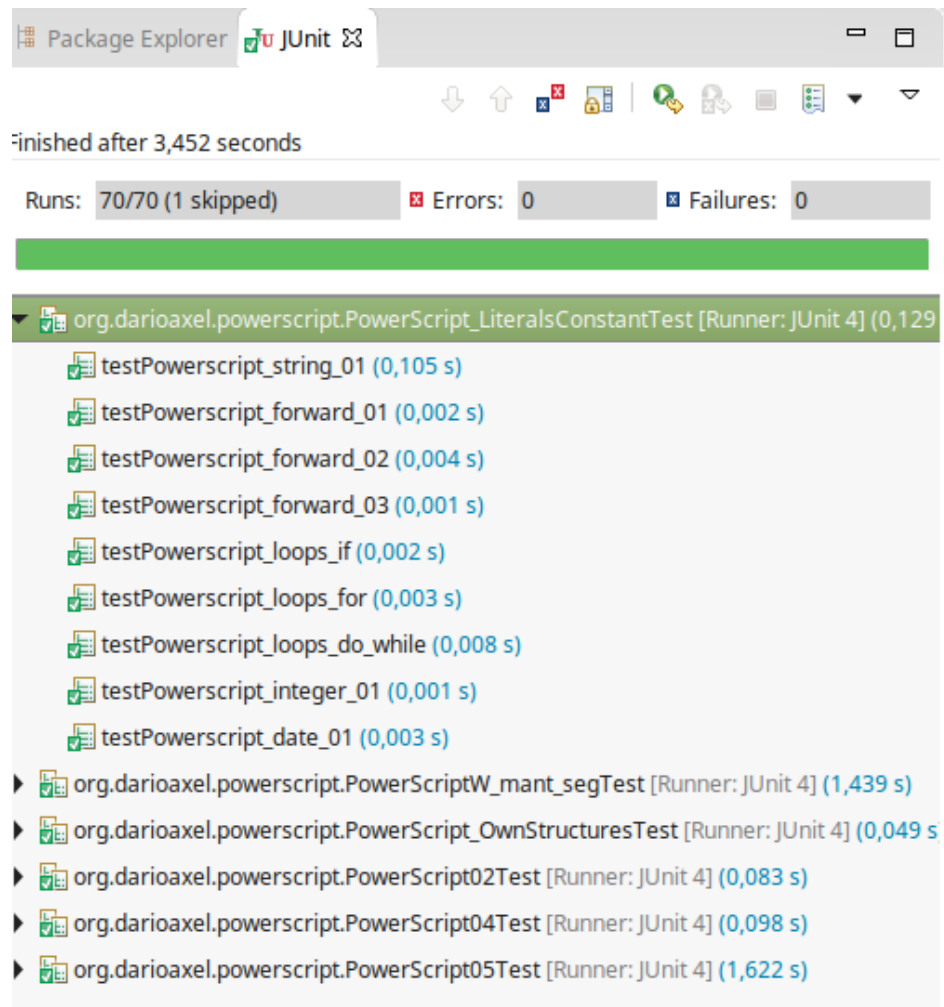 Package Explorer JUnit
Finished after 3,452 seconds
Runs: 70/70 (1 skipped) Errors: 0 Failures: 0
org.darioaxel.powerscript.PowerScript_LiteralsConstantTest [Runner: JUnit 4] (0,129
testPowerscript_string_01 (0,105 s)
testPowerscript_forward_01 (0,002 s)
testPowerscript_forward_02 (0,004 s)
testPowerscript_forward_03 (0,001 s)
testPowerscript_loops_if (0,002 s)
testPowerscript_loops_for (0,003 s)
testPowerscript_loops_do_while (0,008 s)
testPowerscript_integer_01 (0,001 s)
testPowerscript_date_01 (0,003 s)
org.darioaxel.powerscript.PowerScriptW_mant_segTest [Runner: JUnit 4] (1,439 s)
org.darioaxel.powerscript.PowerScript_OwnStructuresTest [Runner: JUnit 4] (0,049 s
org.darioaxel.powerscript.PowerScript02Test [Runner: JUnit 4] (0,083 s)
org.darioaxel.powerscript.PowerScript04Test [Runner: JUnit 4] (0,098 s)
org.darioaxel.powerscript.PowerScript05Test [Runner: JUnit 4] (1,622 s)